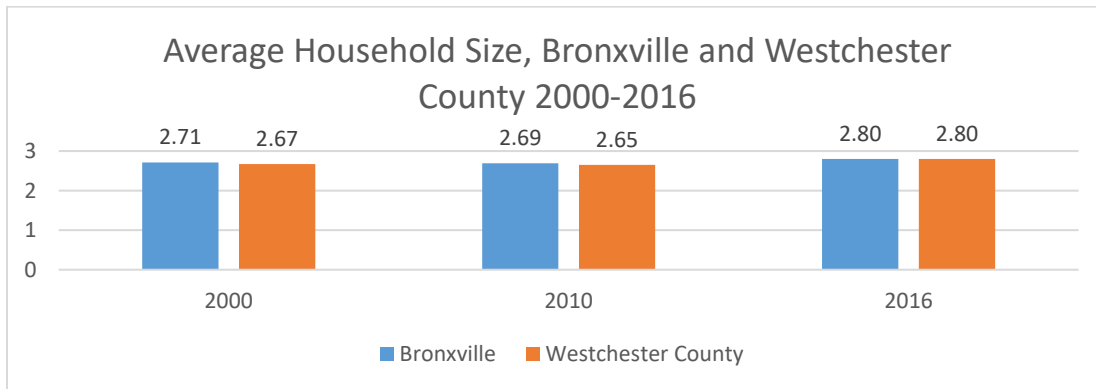 Average Household Size, Bronxville and Westchester
County 2000-2016
2.71 2.67 2.69 2.65 2.80 2.80
3
2
1
0
2000 2010 2016
Bronxville Westchester County